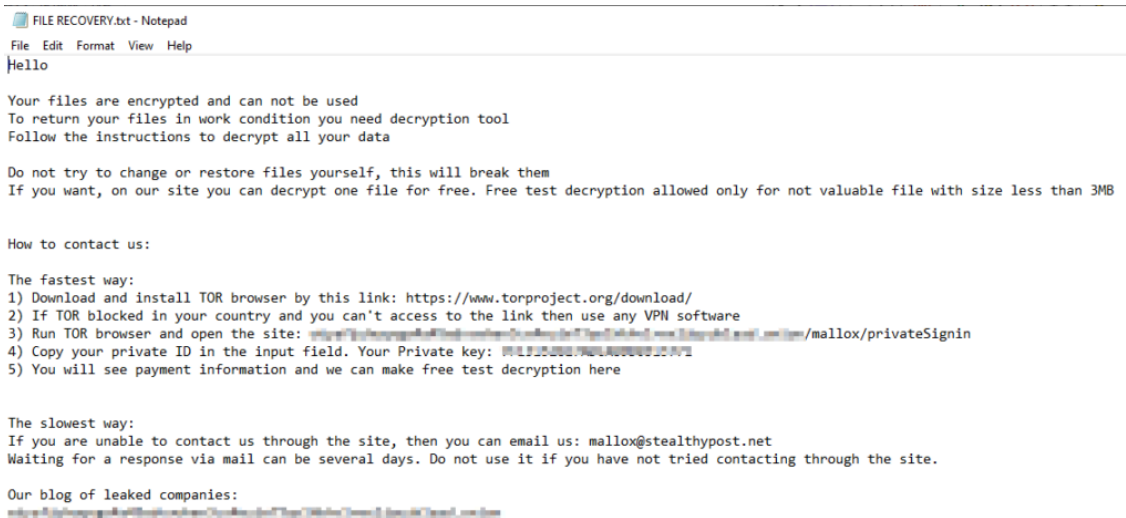 FILE RECOVERY.txt - Notepad
File Edit Format View Help
Hello
Your files are encrypted and can not be used
To return your files in work condition you need decryption tool
Follow the instructions to decrypt all your data
Do not try to change or restore files yourself, this will break them
If you want, on our site you can decrypt one file for free. Free test decryption allowed only for not valuable file with size less than 3MB
How to contact us:
The fastest way:
1) Download and install TOR browser by this link: https://www.torproject.org/download/
2) If TOR blocked in your country and you can't access to the link then use any VPN software
3) Run TOR browser and open the site: /mallox/privateSignin
4) Copy your private ID in the input field. Your Private key:
5) You will see payment information and we can make free test decryption here
The slowest way:
If you are unable to contact us through the site, then you can email us: mallox@stealthypost.net
Waiting for a response via mail can be several days. Do not use it if you have not tried contacting through the site.
Our blog of leaked companies: